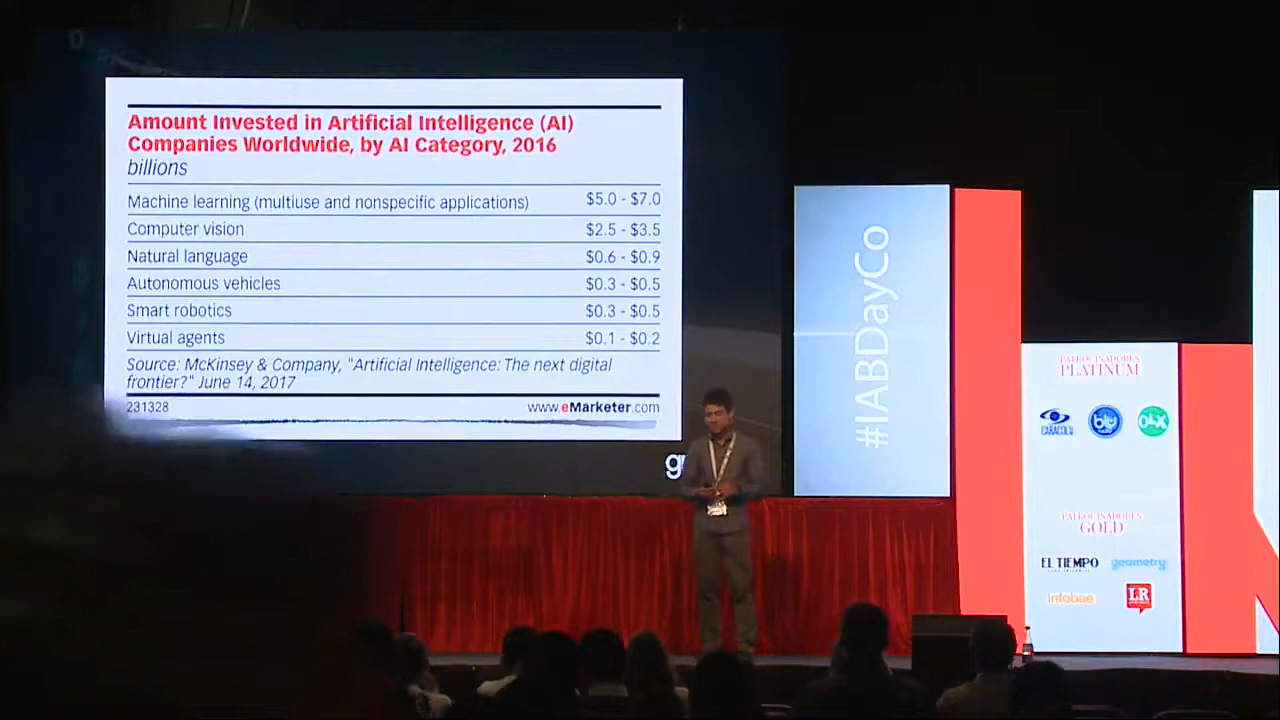 Amount Invested in Artificial Intelligence (AI)
Companies Worldwide, by AI Category, 2016
billions
Machine learning (multiuse and nonspecific applications) $5.0 - $7.0
Computer vision $2.5 - $3.5
Natural language $0.6 - $0.9
Autonomous vehicles $0.3 - $0.5
Smart robotics $0.3 - $0.5
Virtual agents $0.1 - $0.2
Source: McKinsey & Company, "Artificial Intelligence: The next digital
frontier?" June 14, 2017
231328 www.eMarketer.com
#IABDayCo
PATROCINADORES
PLATINUM
CARACOL
OLX
PATROCINADORES
GOLD
EL TIEMPO geometry
infobae LR